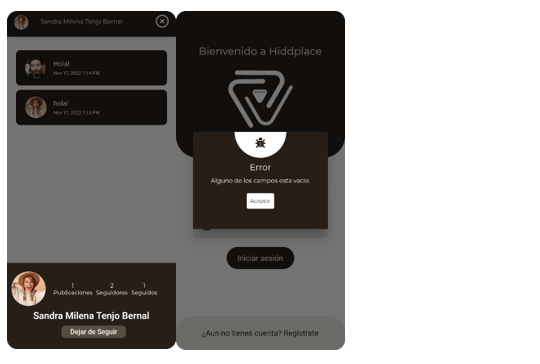 Sandra Milena Tenjo Bernal
Hola!
Nov 17, 2022 1:14 PM
hola!
Nov 17, 2022 1:13 PM
1 2 1
Publicaciones Seguidores Seguidos
Sandra Milena Tenjo Bernal
Dejar de Seguir
Bienvenido a Hiddplace
Error
Alguno de los campos esta vacio.
Aceptar
Iniciar sesión
¿Aun no tienes cuenta? Regístrate